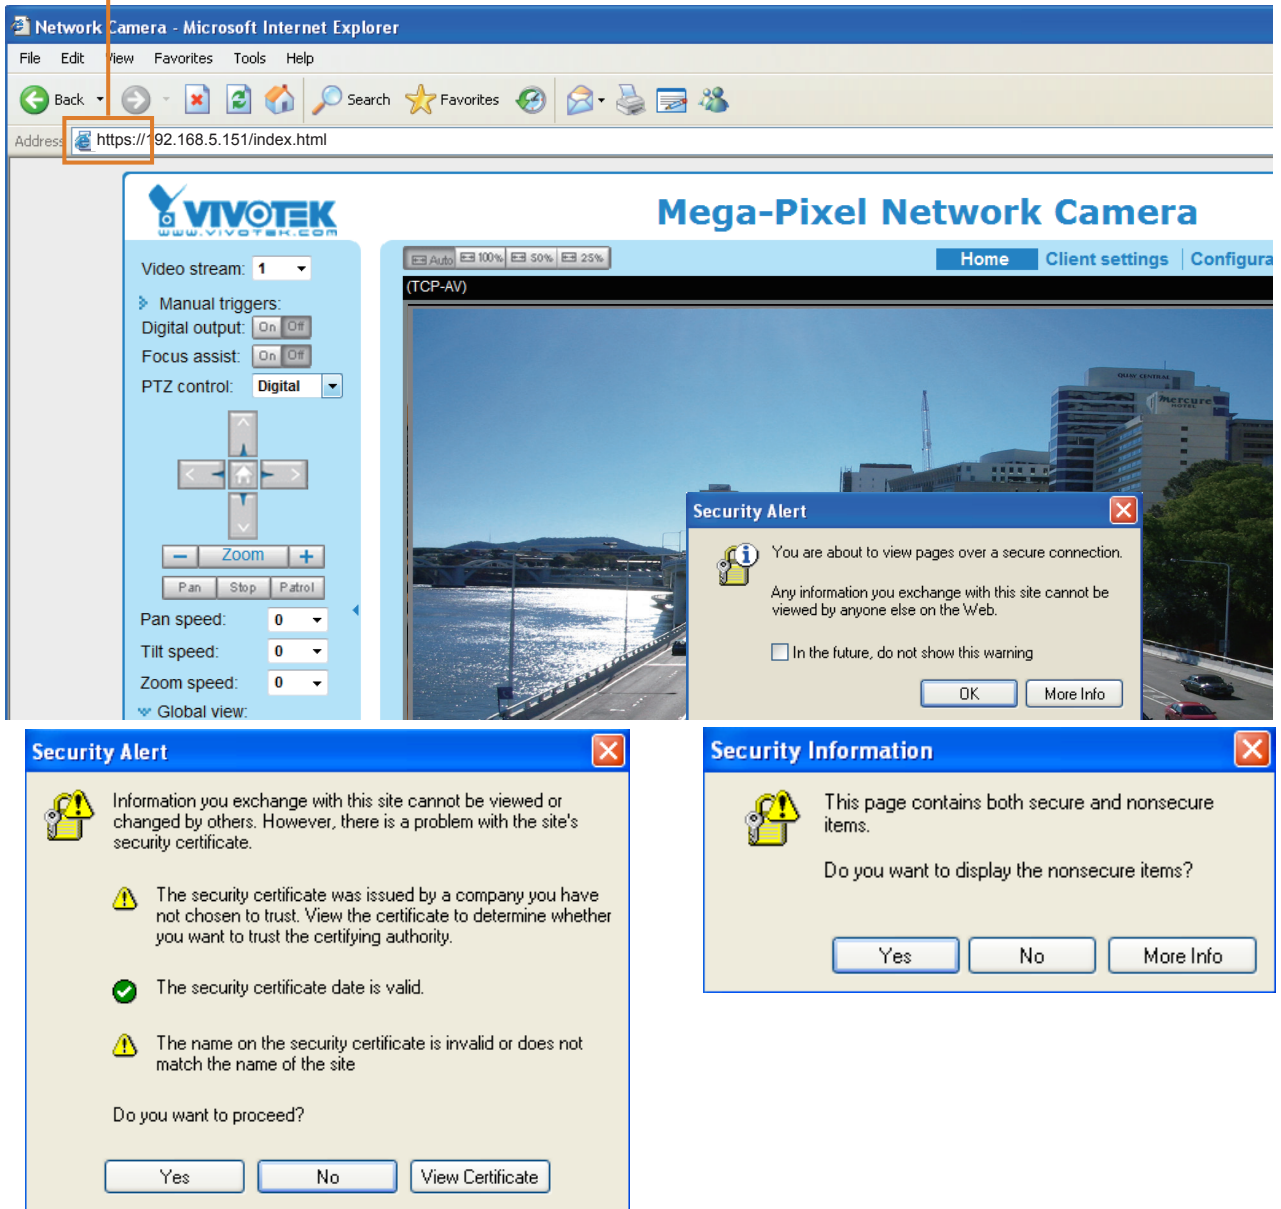 Network Camera - Microsoft Internet Explorer
File Edit View Favorites Tools Help
Back Search Favorites
Address https://192.168.5.151/index.html
VIVOTEK
www.vivotek.com
Mega-Pixel Network Camera
Auto 100% 50% 25%
Home Client settings Configura
(TCP-AV)
Video stream: 1
Manual triggers:
Digital output: On Off
Focus assist: On Off
PTZ control: Digital
Zoom
Pan Stop Patrol
Pan speed: 0
Tilt speed: 0
Zoom speed: 0
Global view:
QUAY CENTRAL
Mercure
HOTEL
Security Alert
You are about to view pages over a secure connection.
Any information you exchange with this site cannot be
viewed by anyone else on the Web.
In the future, do not show this warning
OK More Info
Security Alert
Information you exchange with this site cannot be viewed or
changed by others. However, there is a problem with the site's
security certificate.
The security certificate was issued by a company you have
not chosen to trust. View the certificate to determine whether
you want to trust the certifying authority.
The security certificate date is valid.
The name on the security certificate is invalid or does not
match the name of the site
Do you want to proceed?
Yes No View Certificate
Security Information
This page contains both secure and nonsecure
items.
Do you want to display the nonsecure items?
Yes No More Info